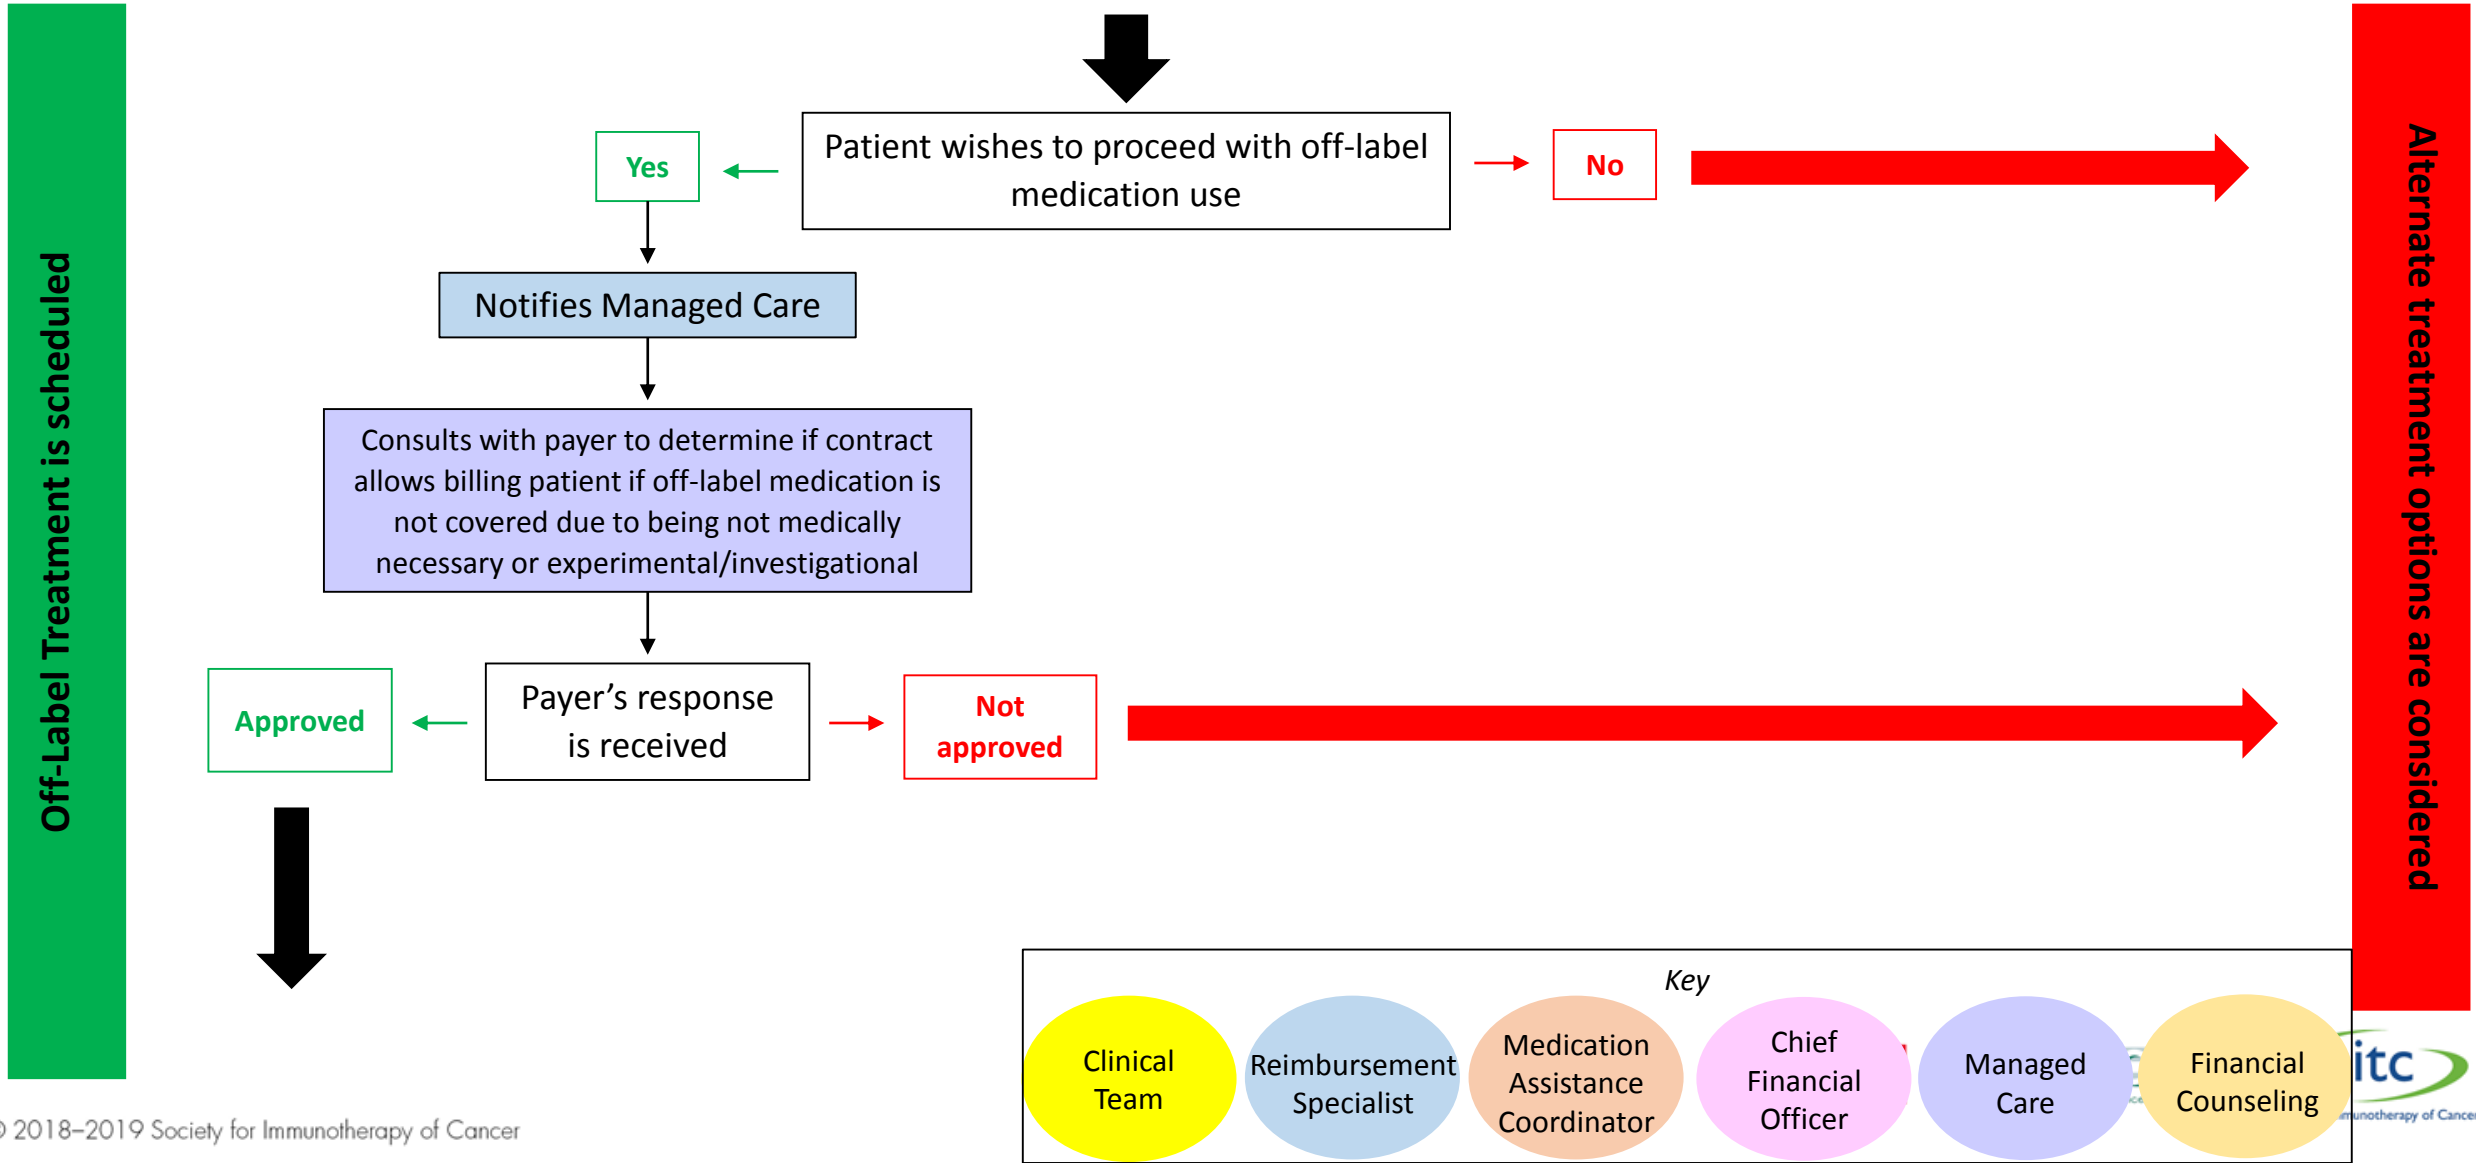 Off-Label Treatment is scheduled
Patient wishes to proceed with off-label
medication use
Yes
No
Notifies Managed Care
Consults with payer to determine if contract
allows billing patient if off-label medication is
not covered due to being not medically
necessary or experimental/investigational
Payer’s response
is received
Approved
Not
approved
Alternate treatment options are considered
Key
Clinical
Team
Reimbursement
Specialist
Medication
Assistance
Coordinator
Chief
Financial
Officer
Managed
Care
Financial
Counseling
itc
munotherapy of Cancer
© 2018–2019 Society for Immunotherapy of Cancer